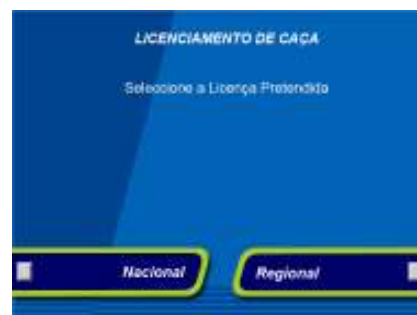 LICENCIAMENTO DE CAÇA
Seleccione a Licença Pretendida
Nacional
Regional